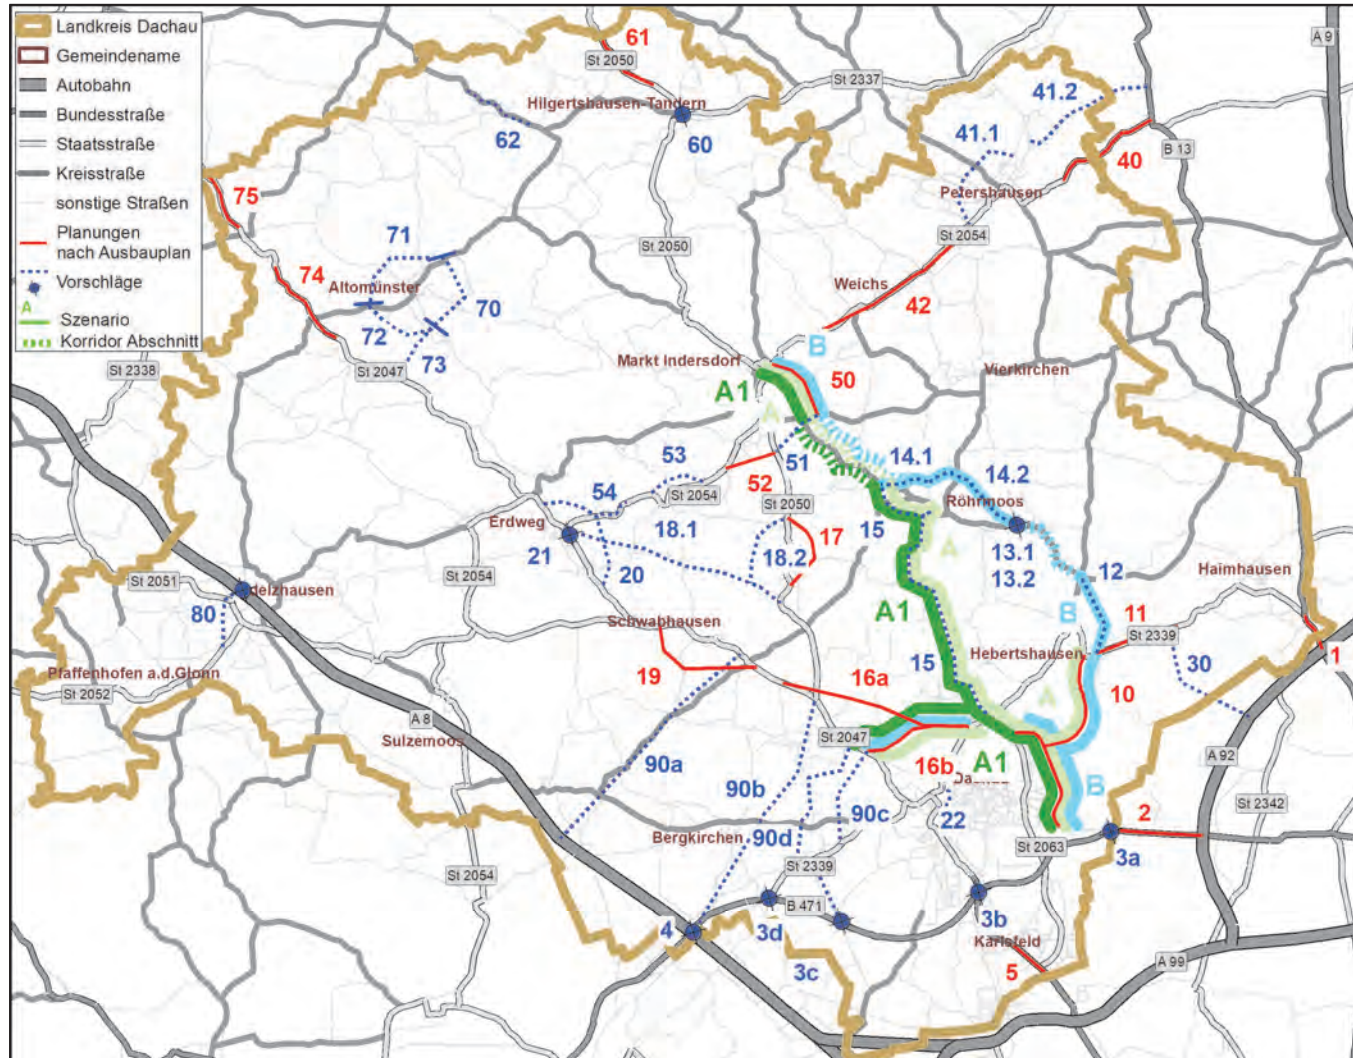 Landkreis Dachau
Gemeindename
Autobahn
Bundesstraße
Staatsstraße
Kreisstraße
sonstige Straßen
Planungen
nach Ausbauplan
Vorschläge
A
Szenario
Korridor Abschnitt
61
St 2050
A 9
St 2337
Hilgertshausen-Tandern
41.2
62
60
41.1
40
B 13
75
Petershausen
St 2050
St 2054
71
74
Altomünster
Weichs
70
42
72
73
B
St 2338
St 2047
Markt Indersdorf
50
Vierkirchen
A1
A
53
51
14.1
14.2
52
54
St 2054
St 2050
Röhrmoos
Erdweg
18.1
15
17
A
21
18.2
13.1
20
13.2
12
Haimhausen
St 2051
St 2054
delzhausen
80
A1
B
11
Schwabhausen
St 2339
Hebertshausen
30
1
15
Pfaffenhofen a.d.Glonn
19
16a
10
St 2052
A
A 8
St 2047
Sulzemoos
A1
A 92
16b
90a
90b
B
St 2342
90c
22
2
Bergkirchen
90d
St 2063
3a
St 2339
St 2054
B 471
3b
4
3d
Karlsfeld
3c
5
A 99